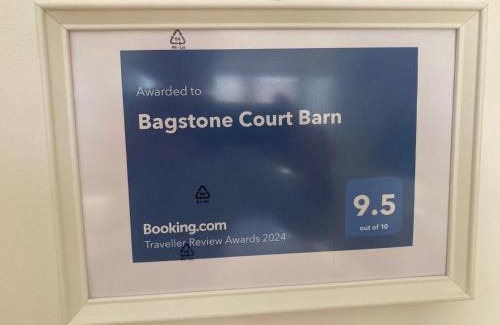 Awarded to
Bagstone Court Barn
9.5
out of 10
Booking.com
Traveller Review Awards 2024